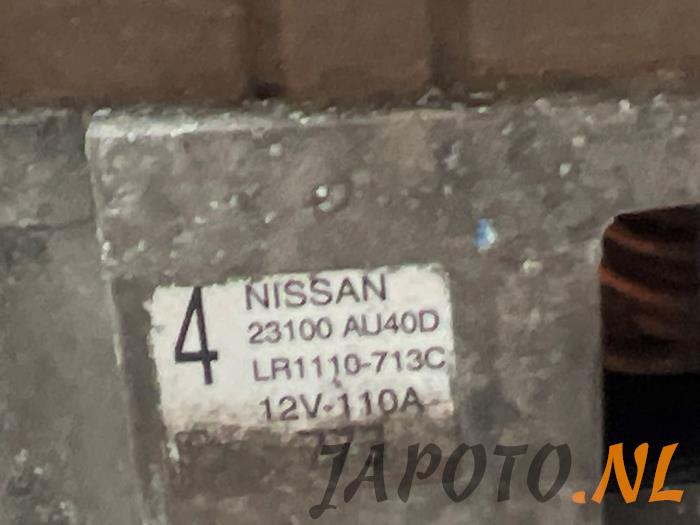 4
NISSAN
23100 AU40D
LR1110-713C
12V-110A
JAPOTO.NL